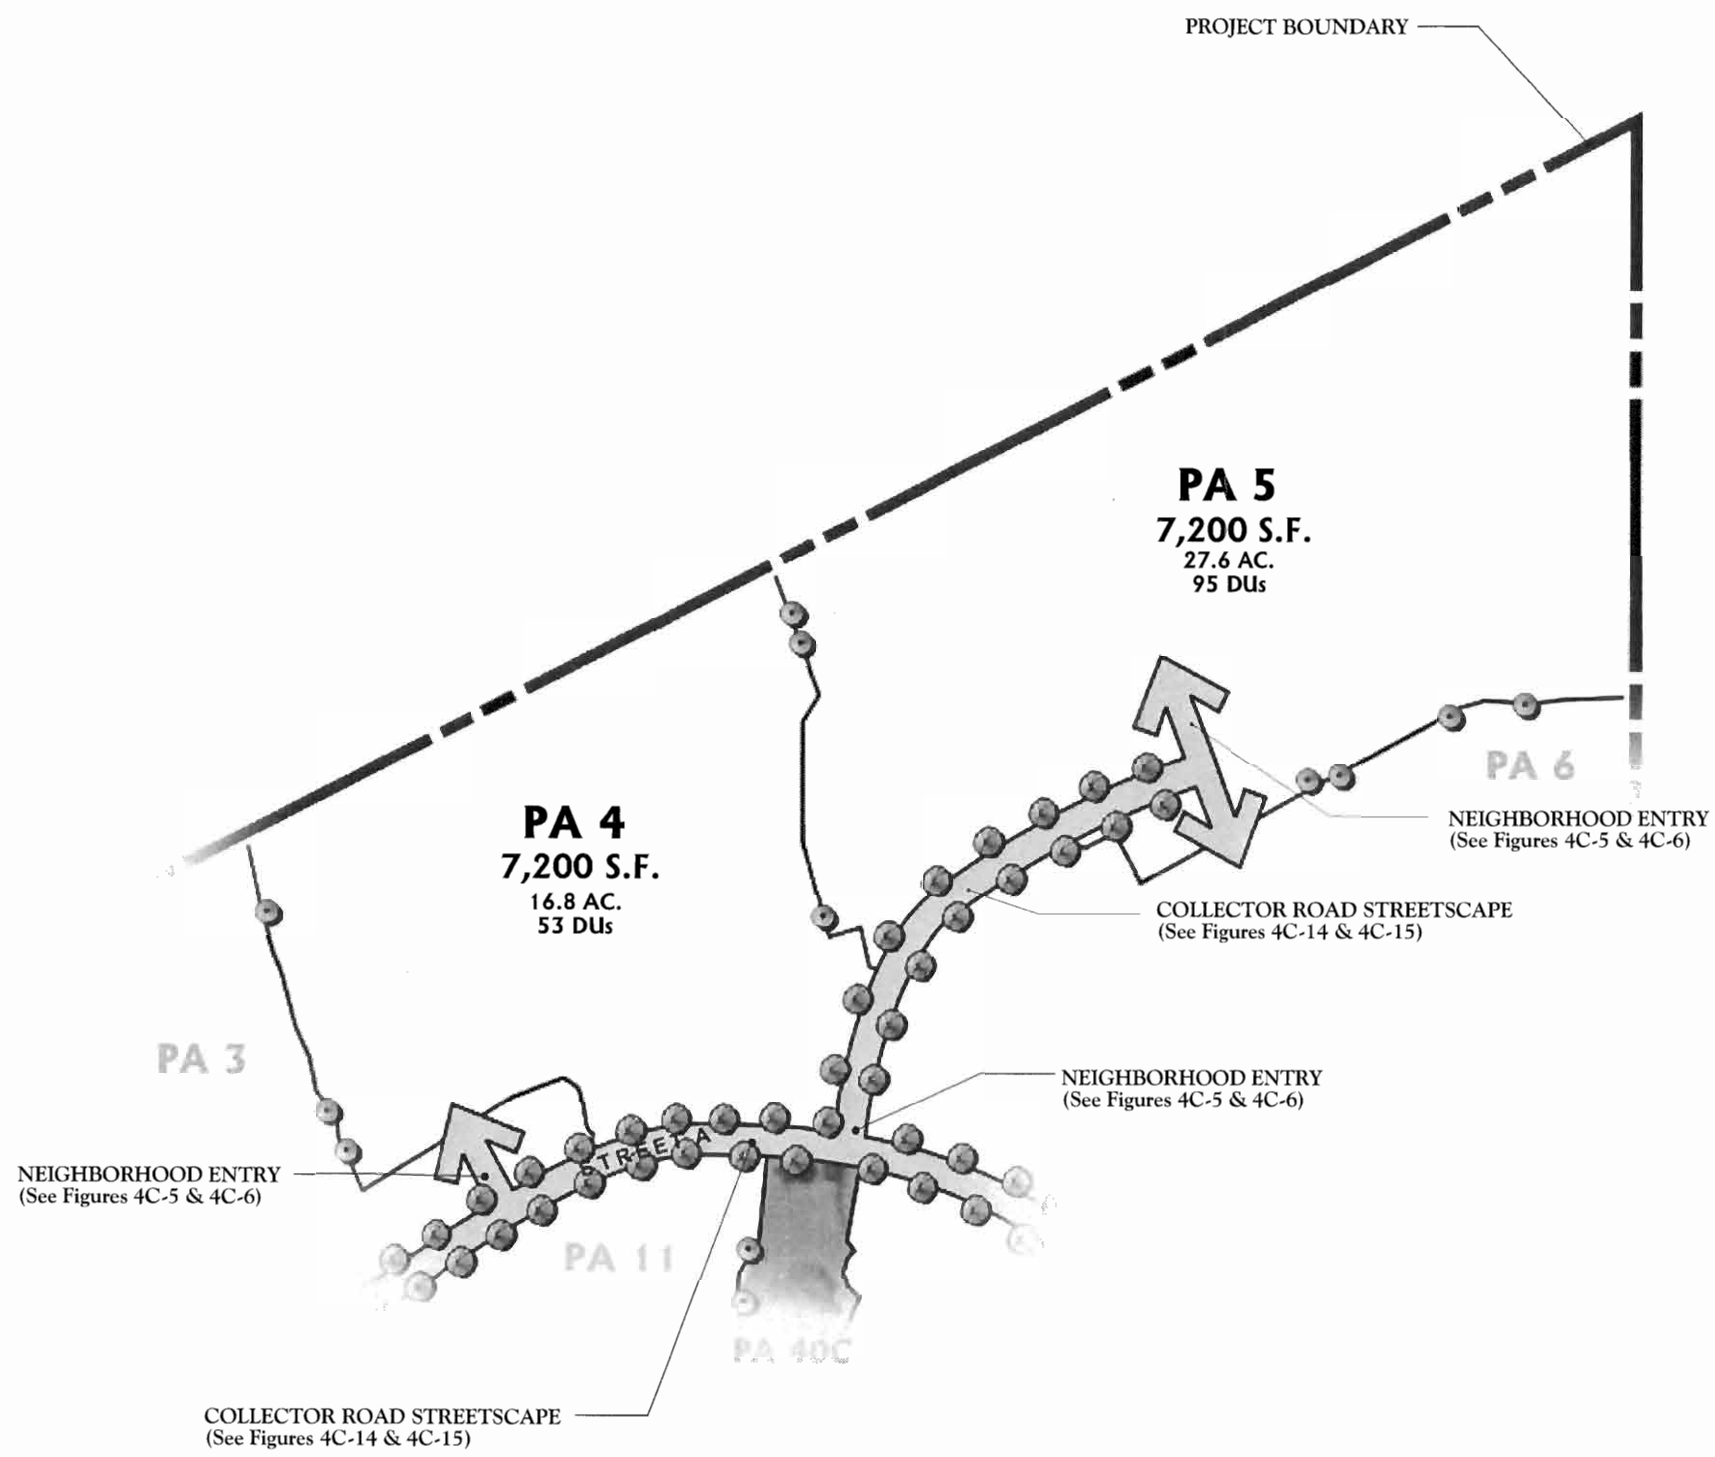 PROJECT BOUNDARY
PA 5
7,200 S.F.
27.6 AC.
95 DUs
PA 6
NEIGHBORHOOD ENTRY
(See Figures 4C-5 & 4C-6)
PA 4
7,200 S.F.
16.8 AC.
53 DUs
COLLECTOR ROAD STREETSCAPE
(See Figures 4C-14 & 4C-15)
PA 3
NEIGHBORHOOD ENTRY
(See Figures 4C-5 & 4C-6)
STREET A
NEIGHBORHOOD ENTRY
(See Figures 4C-5 & 4C-6)
PA 11
PA 40C
COLLECTOR ROAD STREETSCAPE
(See Figures 4C-14 & 4C-15)